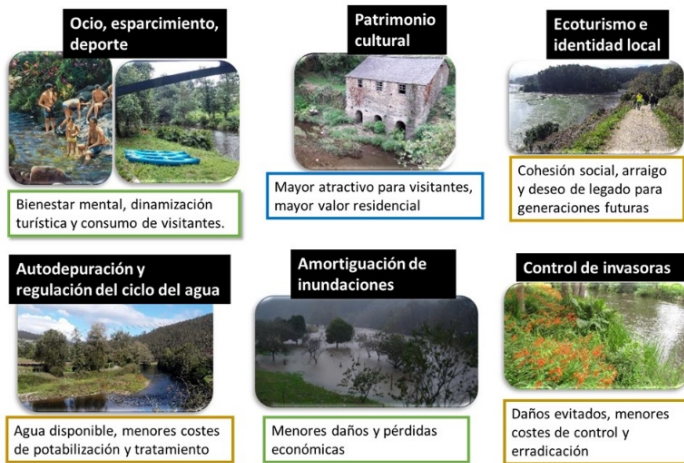 Ocio, esparcimiento,
deporte
Bienestar mental, dinamización
turística y consumo de visitantes.
Patrimonio
cultural
Mayor atractivo para visitantes,
mayor valor residencial
Ecoturismo e
identidad local
Cohesión social, arraigo
y deseo de legado para
generaciones futuras
Autodepuración y
regulación del ciclo del agua
Agua disponible, menores costes
de potabilización y tratamiento
Amortiguación de
inundaciones
Menores daños y pérdidas
económicas
Control de invasoras
Daños evitados, menores
costes de control y
erradicación